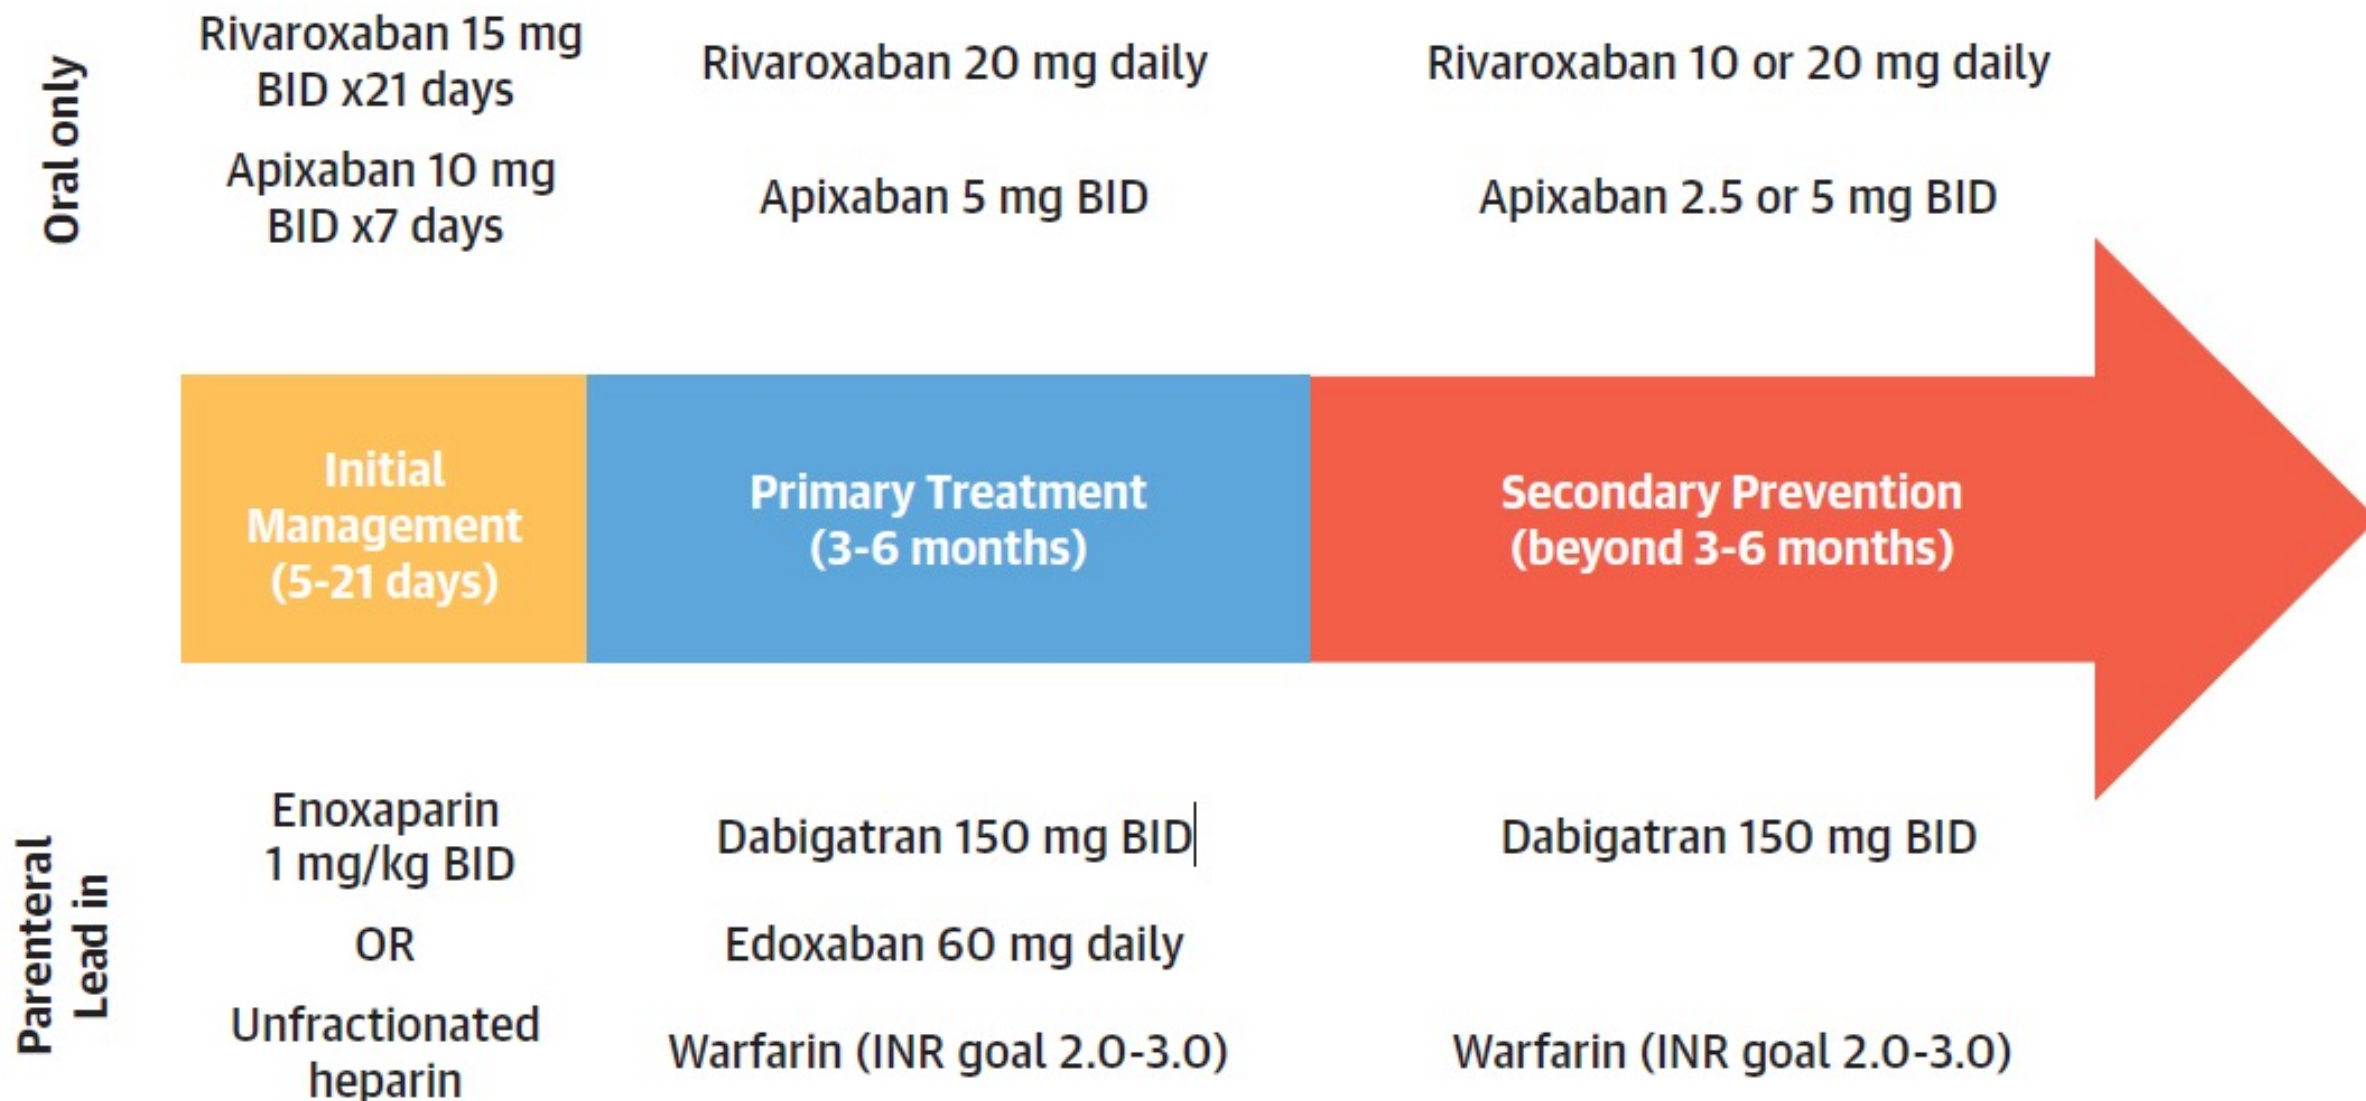 Oral only
Rivaroxaban 15 mg
BID x21 days
Rivaroxaban 20 mg daily
Rivaroxaban 10 or 20 mg daily
Apixaban 10 mg
BID x7 days
Apixaban 5 mg BID
Apixaban 2.5 or 5 mg BID
Initial
Management
(5-21 days)
Primary Treatment
(3-6 months)
Secondary Prevention
(beyond 3-6 months)
Parenteral
Lead in
Enoxaparin
1 mg/kg BID
OR
Unfractionated
heparin
Dabigatran 150 mg BID
Edoxaban 60 mg daily
Warfarin (INR goal 2.0-3.0)
Dabigatran 150 mg BID
Warfarin (INR goal 2.0-3.0)